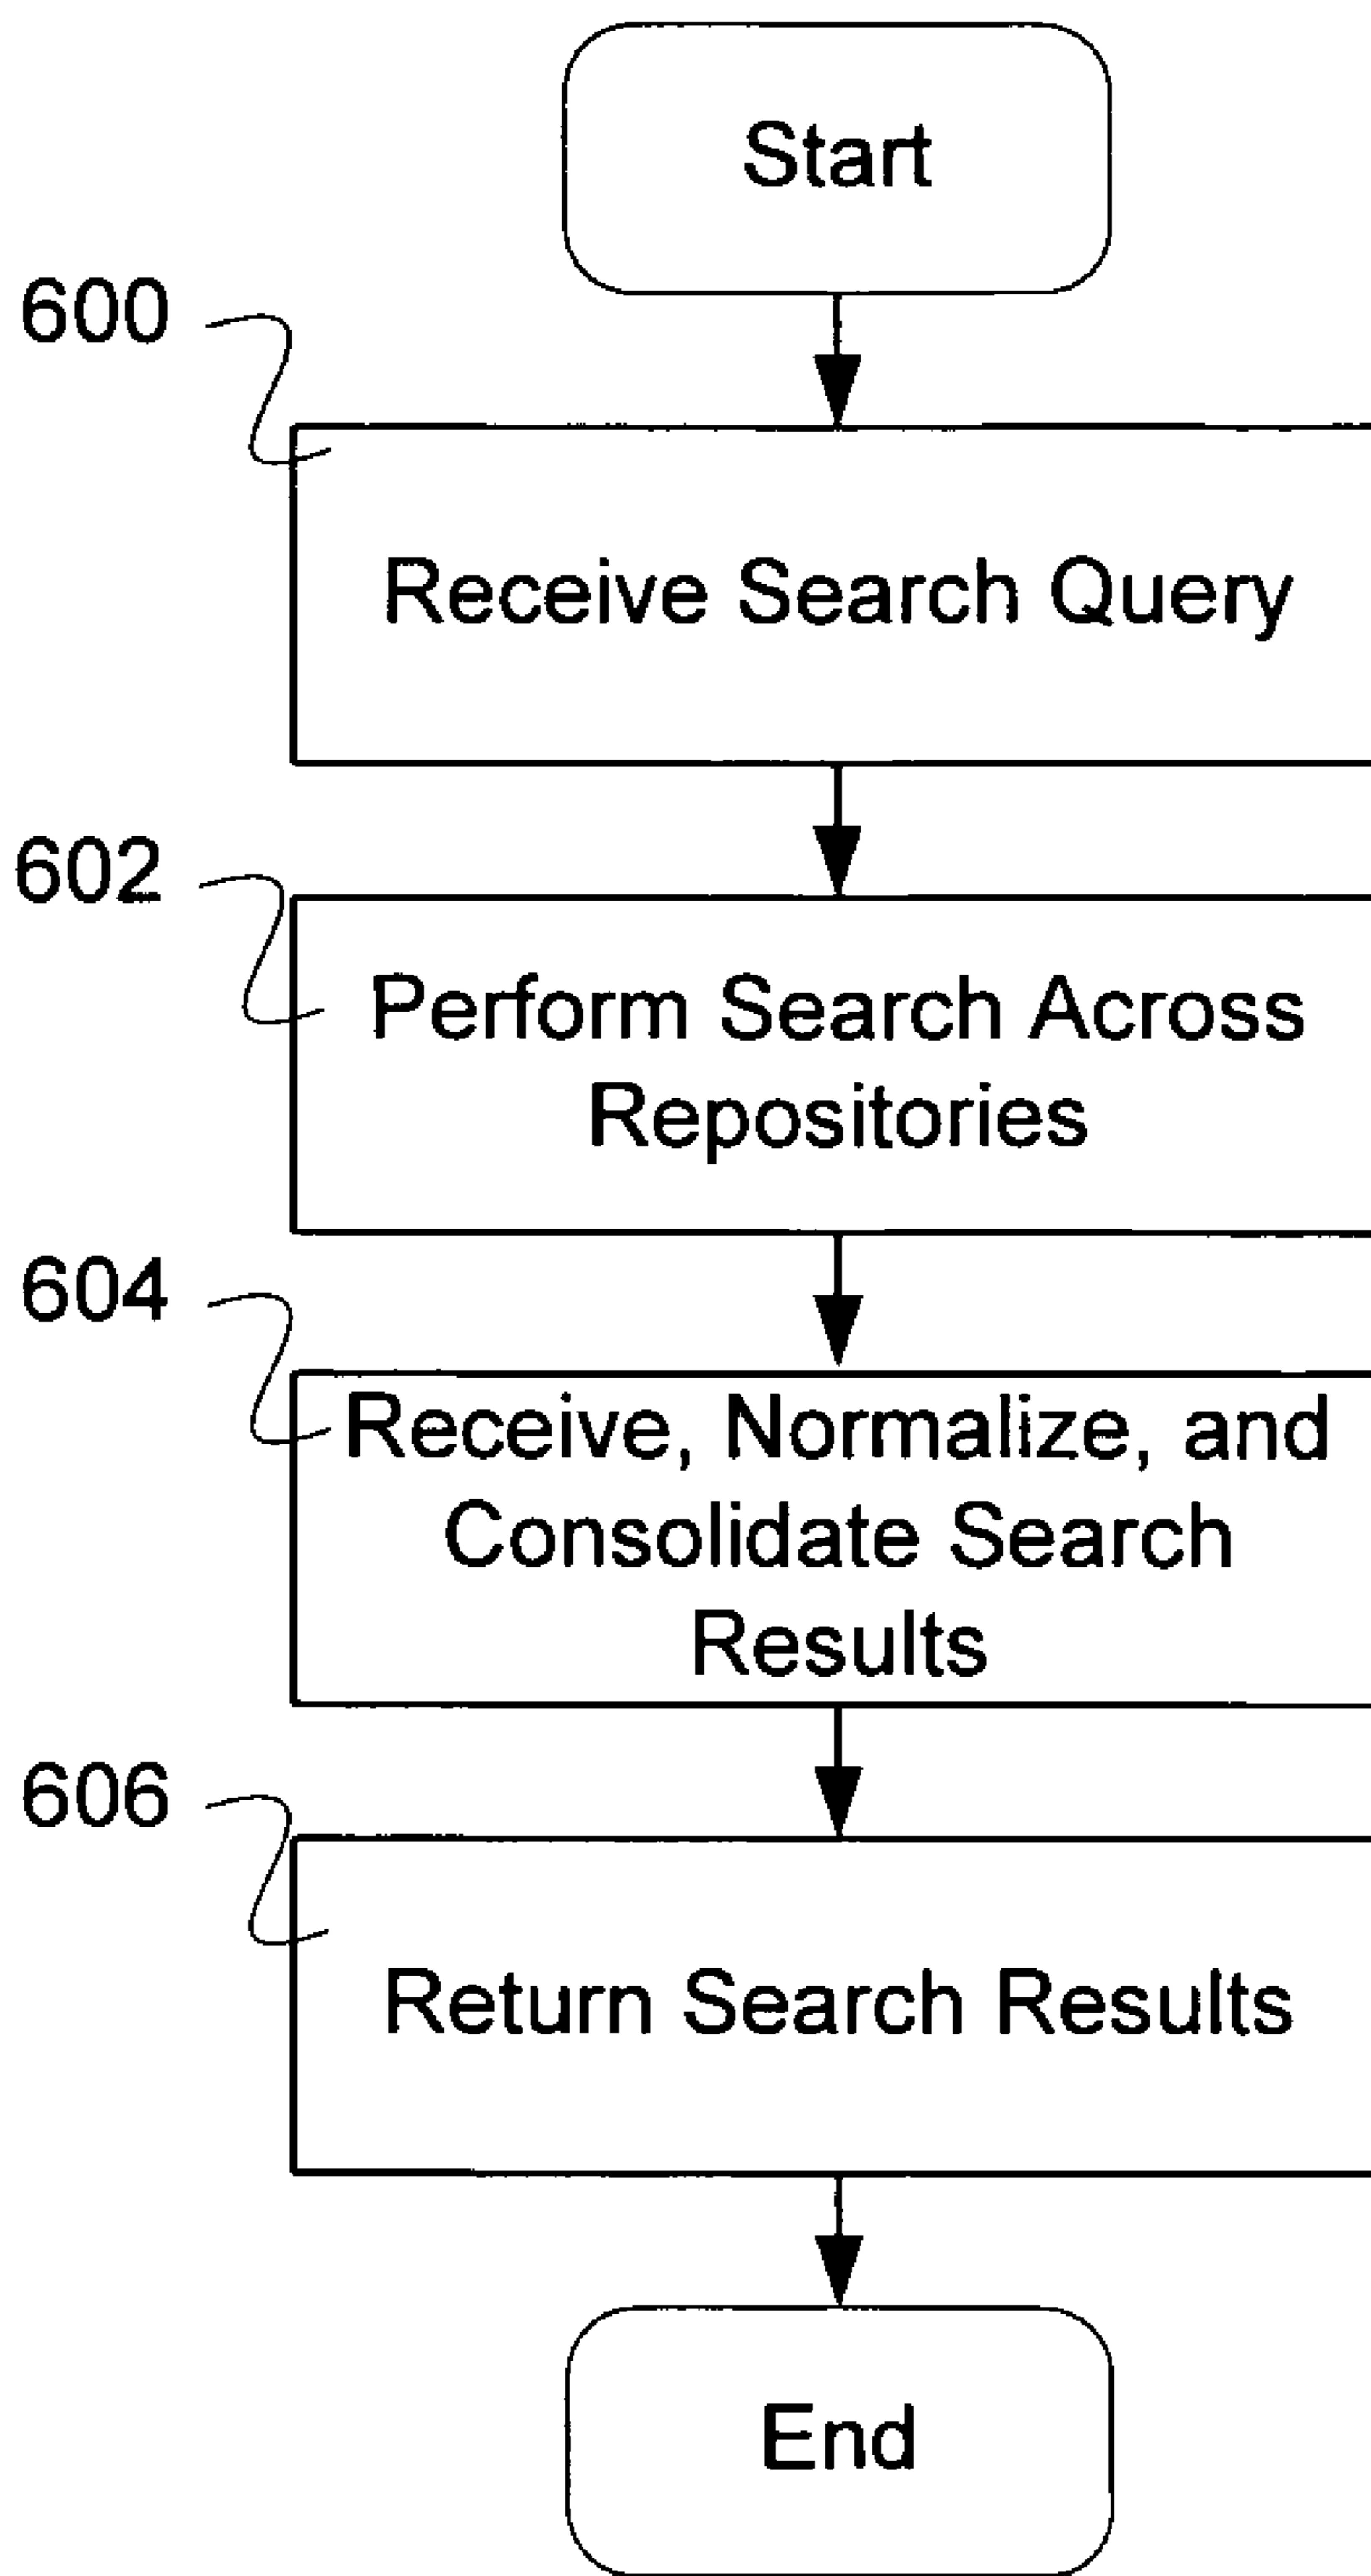 Start
600
Receive Search Query
602
Perform Search Across
Repositories
604
Receive, Normalize, and
Consolidate Search
Results
606
Return Search Results
End